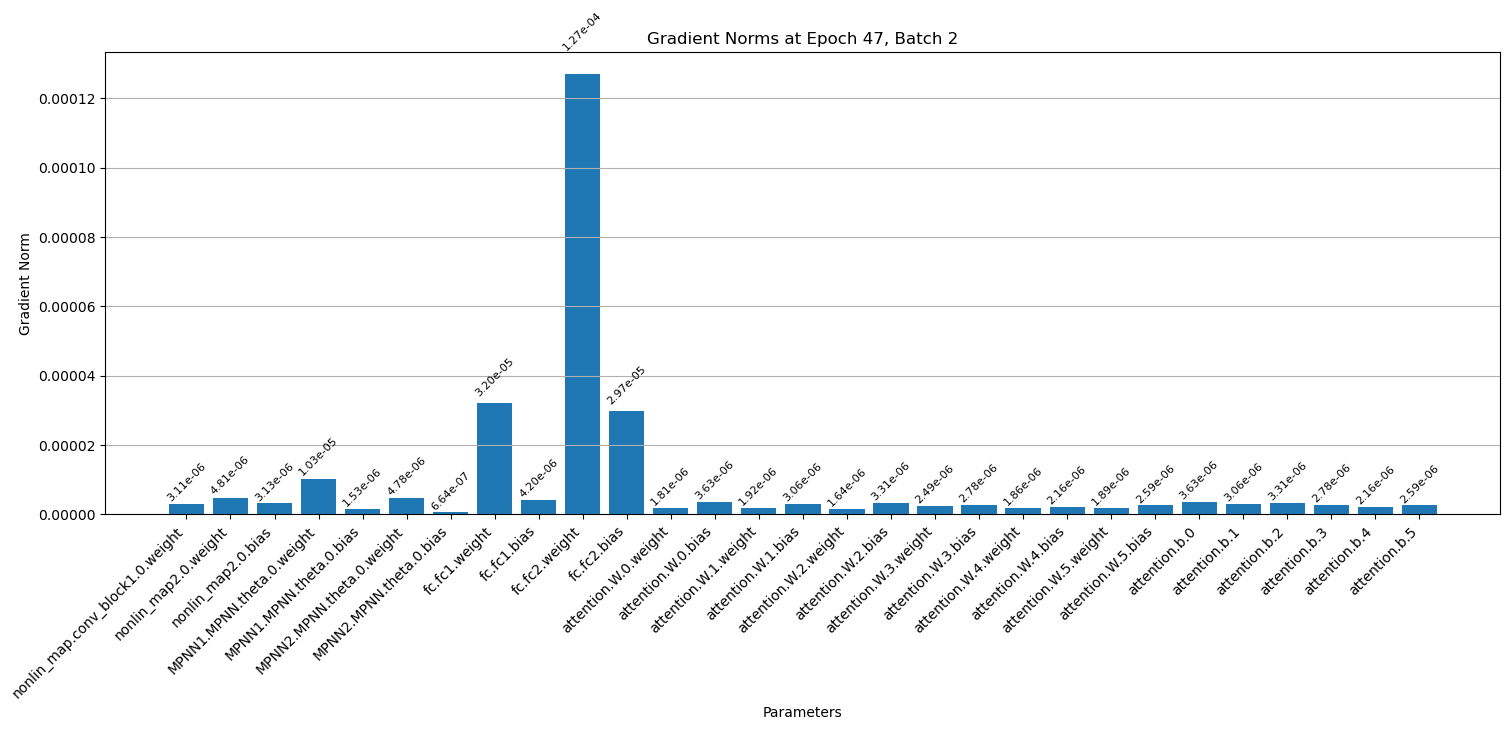 Gradient Norms at Epoch 47, Batch 2
Gradient Norm
0.00012
0.00010
0.00008
0.00006
0.00004
0.00002
0.00000
3.11e-06
4.81e-06
3.13e-06
1.03e-05
1.53e-06
4.78e-06
6.64e-07
3.20e-05
4.20e-06
1.27e-04
2.97e-05
1.81e-06
3.63e-06
1.92e-06
3.06e-06
1.64e-06
3.31e-06
2.49e-06
2.78e-06
1.86e-06
2.16e-06
1.89e-06
2.59e-06
3.63e-06
3.06e-06
3.31e-06
2.78e-06
2.16e-06
2.59e-06
nonlin_map.conv_block1.0.weight
nonlin_map2.0.weight
nonlin_map2.0.bias
MPNN1.MPNN.theta.0.weight
MPNN1.MPNN.theta.0.bias
MPNN2.MPNN.theta.0.weight
MPNN2.MPNN.theta.0.bias
fc.fc1.weight
fc.fc1.bias
fc.fc2.weight
fc.fc2.bias
attention.W.0.weight
attention.W.0.bias
attention.W.1.weight
attention.W.1.bias
attention.W.2.weight
attention.W.2.bias
attention.W.3.weight
attention.W.3.bias
attention.W.4.weight
attention.W.4.bias
attention.W.5.weight
attention.W.5.bias
attention.b.0
attention.b.1
attention.b.2
attention.b.3
attention.b.4
attention.b.5
Parameters